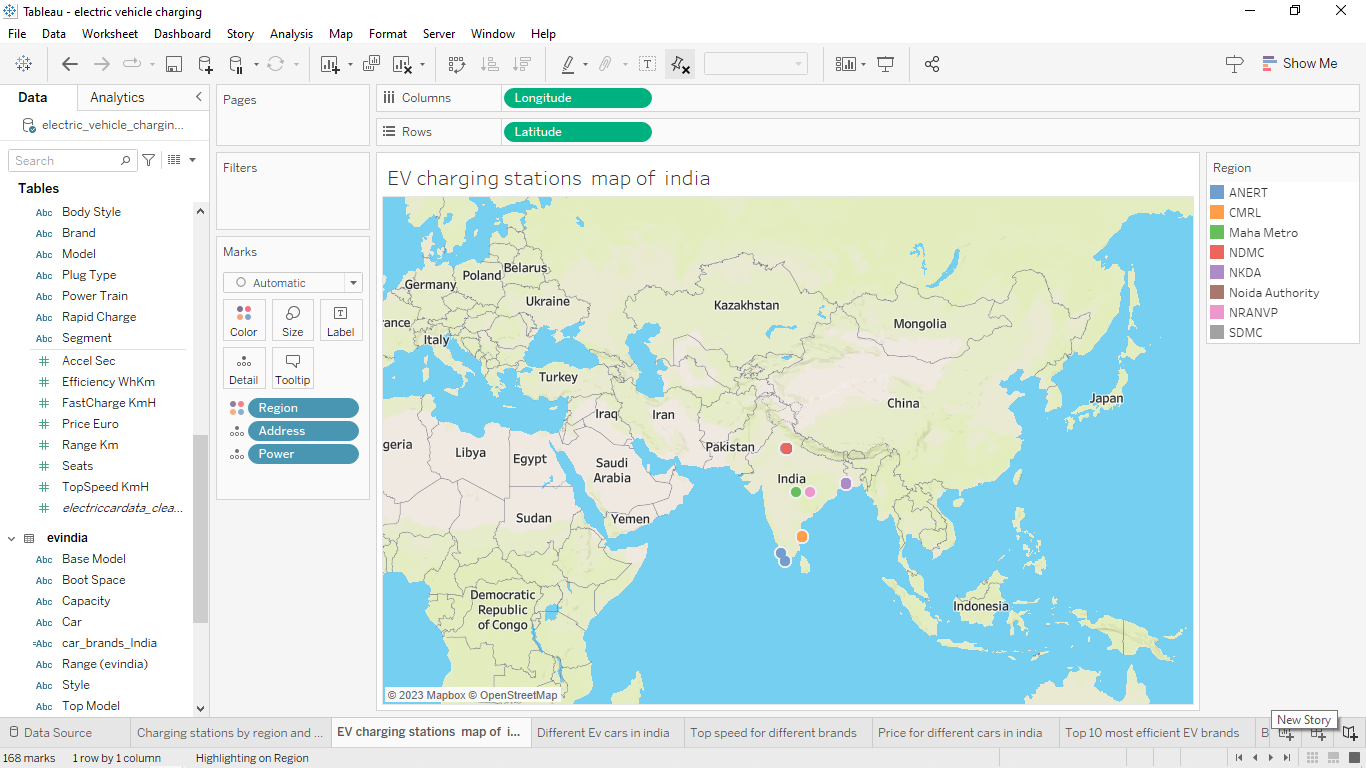 Tableau - electric vehicle charging
File Data Worksheet Dashboard Story Analysis Map Format Server Window Help
Show Me
Data Analytics
electric_vehicle_chargin...
Search
Tables
Abc Body Style
Abc Brand
Abc Model
Abc Plug Type
Abc Power Train
Abc Rapid Charge
Abc Segment
# Accel Sec
# Efficiency WhKm
# FastCharge KmH
# Price Euro
# Range Km
# Seats
# TopSpeed KmH
# electriccardata_clea...
evindia
Abc Base Model
Abc Boot Space
Abc Capacity
Abc Car
=Abc car_brands_India
Abc Range (evindia)
Abc Style
Abc Top Model
Pages
Filters
Marks
Automatic
Color Size Label
Detail Tooltip
Region
Address
Power
Columns Longitude
Rows Latitude
EV charging stations map of india
Germany
Poland
Belarus
Ukraine
rance
Italy
Turkey
Kazakhstan
Mongolia
China
Japan
Iraq
Iran
Pakistan
India
geria
Libya
Egypt
Saudi
Arabia
Sudan
Yemen
Democratic
Republic
of Congo
Indonesia
© 2023 Mapbox © OpenStreetMap
Region
ANERT
CMRL
Maha Metro
NDMC
NKDA
Noida Authority
NRANVP
SDMC
New Story
Data Source Charging stations by region and ... EV charging stations map of i... Different Ev cars in india Top speed for different brands Price for different cars in india Top 10 most efficient EV brands B
168 marks 1 row by 1 column Highlighting on Region